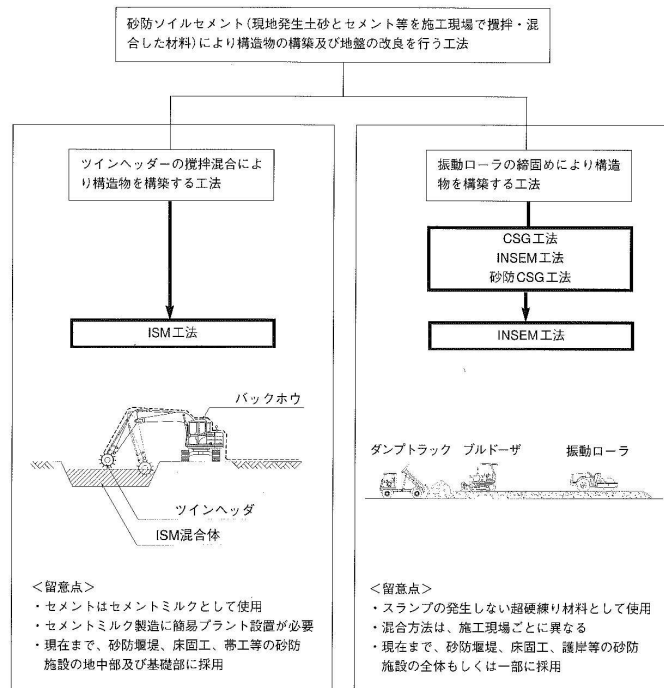 砂防ソイルセメント（現地発生土砂とセメント等を施工現場で攪拌・混
合した材料）により構造物の構築及び地盤の改良を行う工法
ツインヘッダーの攪拌混合によ
り構造物を構築する工法
ISM工法
バックホウ
ツインヘッダ
ISM混合体
＜留意点＞
・セメントはセメントミルクとして使用
・セメントミルク製造に簡易プラント設置が必要
・現在まで、砂防堰堤、床固工、帯工等の砂防
施設の地中部及び基礎部に採用
振動ローラの締固めにより構造
物を構築する工法
CSG工法
INSEM工法
砂防CSG工法
INSEM工法
ダンプトラック ブルドーザ 振動ローラ
＜留意点＞
・スランプの発生しない超硬練り材料として使用
・混合方法は、施工現場ごとに異なる
・現在まで、砂防堰堤、床固工、護岸等の砂防
施設の全体もしくは一部に採用